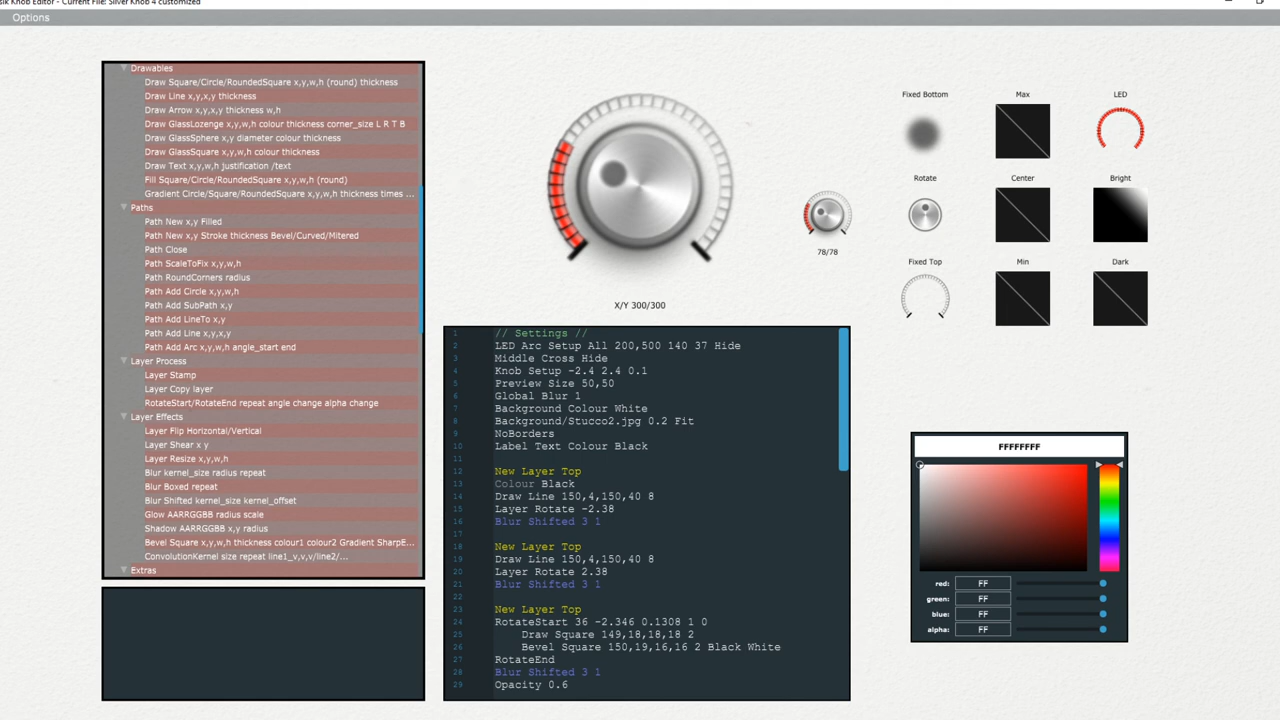 Knob Editor - Current File: Silver Knob 4 customized
Options
Drawables
Draw Square/Circle/RoundedSquare x,y,w,h (round) thickness
Draw Line x,y,x,y thickness
Draw Arrow x,y,x,y thickness w,h
Draw GlassLozenge x,y,w,h colour thickness corner_size L R T B
Draw GlassSphere x,y diameter colour thickness
Draw GlassSquare x,y,w,h colour thickness
Draw Text x,y,w,h justification /text
Fill Square/Circle/RoundedSquare x,y,w,h (round)
Gradient Circle/Square/RoundedSquare x,y,w,h thickness times ...
Paths
Path New x,y Filled
Path New x,y Stroke thickness Bevel/Curved/Mitered
Path Close
Path ScaleToFix x,y,w,h
Path RoundCorners radius
Path Add Circle x,y,w,h
Path Add SubPath x,y
Path Add LineTo x,y
Path Add Line x,y,x,y
Path Add Arc x,y,w,h angle_start end
Layer Process
Layer Stamp
Layer Copy layer
RotateStart/RotateEnd repeat angle change alpha change
Layer Effects
Layer Flip Horizontal/Vertical
Layer Shear x y
Layer Resize x,y,w,h
Blur kernel_size radius repeat
Blur Boxed repeat
Blur Shifted kernel_size kernel_offset
Glow AARRGGBB radius scale
Shadow AARRGGBB x,y radius
Bevel Square x,y,w,h thickness colour1 colour2 Gradient SharpE...
ConvolutionKernel size repeat line1_v,v,v/line2/...
Extras
X/Y 300/300
78/78
Fixed Bottom
Max
LED
Rotate
Center
Bright
Fixed Top
Min
Dark
1 // Settings //
2 LED Arc Setup All 200,500 140 37 Hide
3 Middle Cross Hide
4 Knob Setup -2.4 2.4 0.1
5 Preview Size 50,50
6 Global Blur 1
7 Background Colour White
8 Background/Stucco2.jpg 0.2 Fit
9 NoBorders
10 Label Text Colour Black
11
12 New Layer Top
13 Colour Black
14 Draw Line 150,4,150,40 8
15 Layer Rotate -2.38
16 Blur Shifted 3 1
17
18 New Layer Top
19 Draw Line 150,4,150,40 8
20 Layer Rotate 2.38
21 Blur Shifted 3 1
22
23 New Layer Top
24 RotateStart 36 -2.346 0.1308 1 0
25 Draw Square 149,18,18,18 2
26 Bevel Square 150,19,16,16 2 Black White
27 RotateEnd
28 Blur Shifted 3 1
29 Opacity 0.6
FFFFFFFF
red: FF
green: FF
blue: FF
alpha: FF